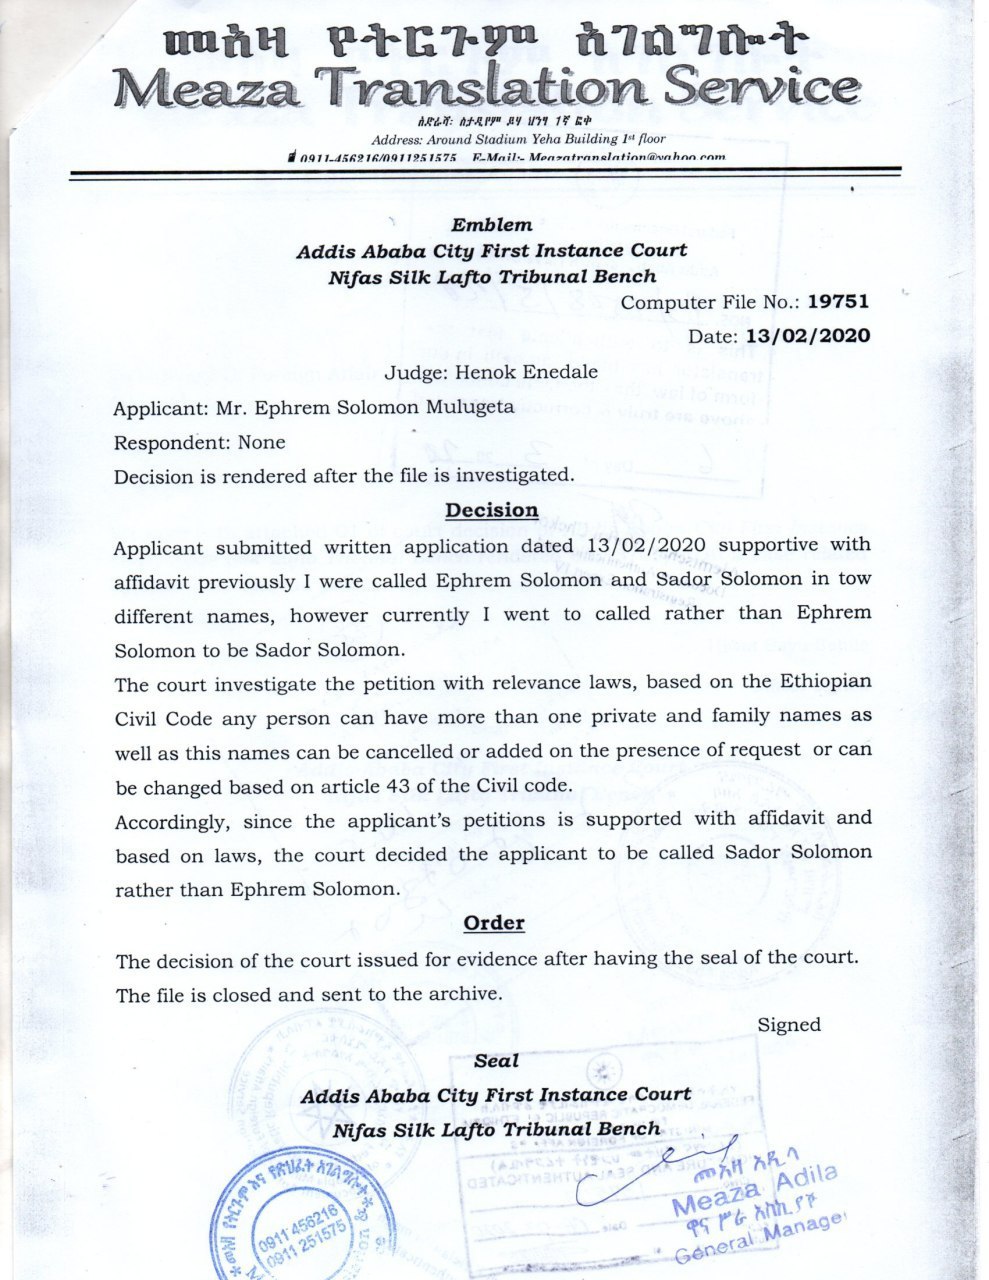 መአዛ የትርጉም አገልግሎት
Meaza Translation Service
አድራሻ: ስታዲየም የሃ ህንፃ 1ኛ ፎቅ
Address: Around Stadium Yeha Building 1st floor
0911-456216/0911251575 E-Mail:- Meazatranslation@yahoo.com
Emblem
Addis Ababa City First Instance Court
Nifas Silk Lafto Tribunal Bench
Computer File No.: 19751
Date: 13/02/2020
Judge: Henok Enedale
Applicant: Mr. Ephrem Solomon Mulugeta
Respondent: None
Decision is rendered after the file is investigated.
Decision
Applicant submitted written application dated 13/02/2020 supportive with
affidavit previously I were called Ephrem Solomon and Sador Solomon in tow
different names, however currently I went to called rather than Ephrem
Solomon to be Sador Solomon.
The court investigate the petition with relevance laws, based on the Ethiopian
Civil Code any person can have more than one private and family names as
well as this names can be cancelled or added on the presence of request or can
be changed based on article 43 of the Civil code.
Accordingly, since the applicant's petitions is supported with affidavit and
based on laws, the court decided the applicant to be called Sador Solomon
rather than Ephrem Solomon.
Order
The decision of the court issued for evidence after having the seal of the court.
The file is closed and sent to the archive.
Signed
Seal
Addis Ababa City First Instance Court
Nifas Silk Lafto Tribunal Bench
መአዛ አዲላ
Meaza Adila
ዋና ሥራ አስኪያጅ
General Manager
0911 456216
0911 251575